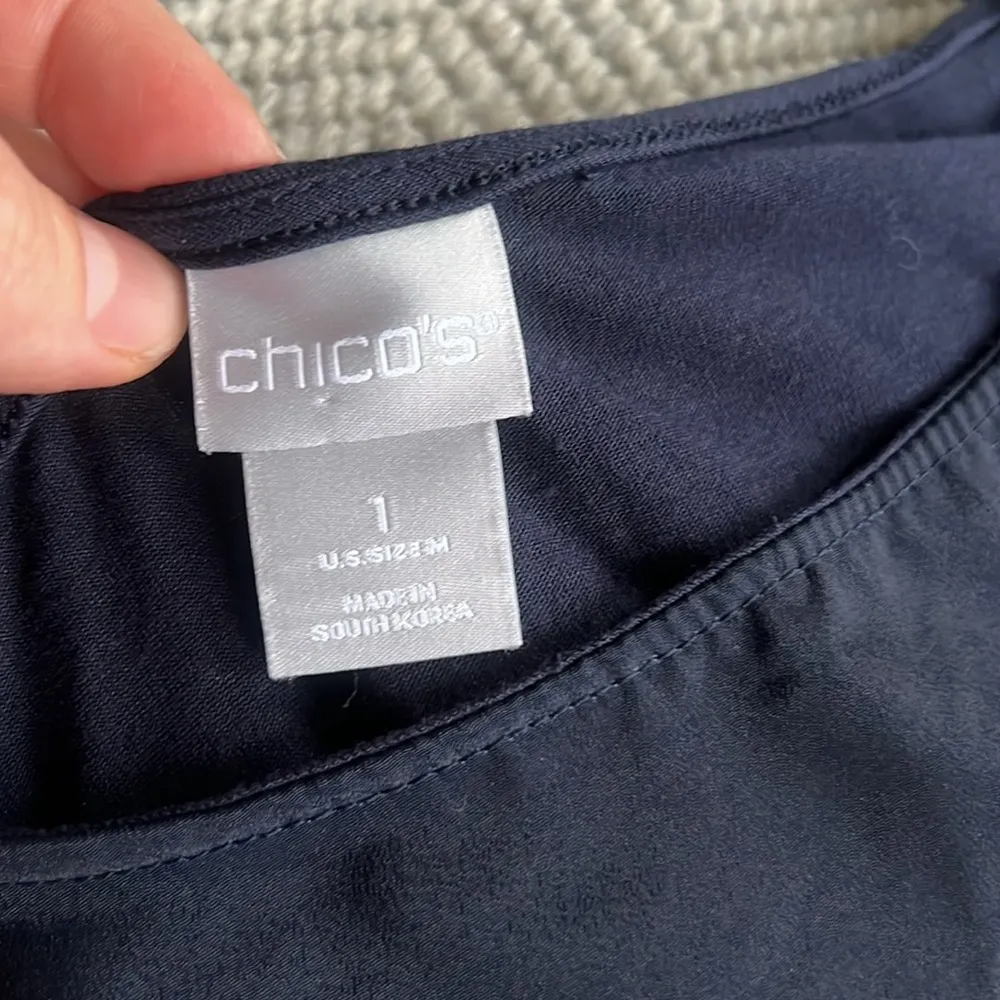 chico's®
1
U.S. SIZE M
MADE IN
SOUTH KOREA